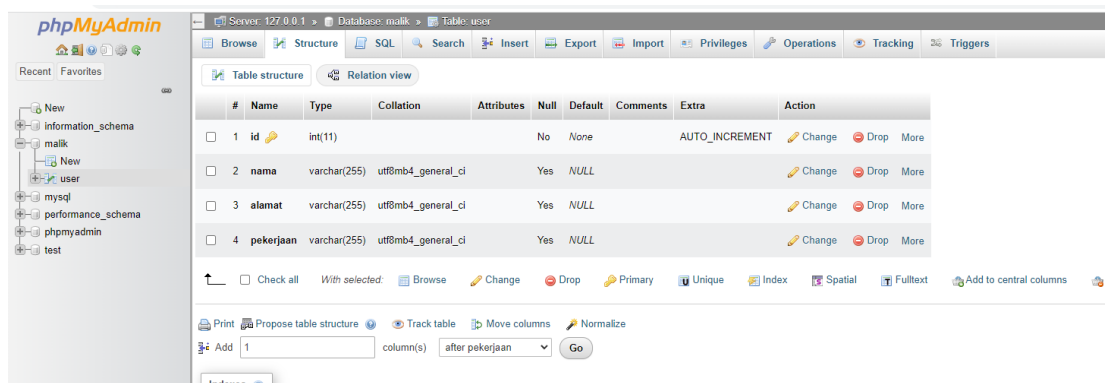 phpMyAdmin
Recent Favorites
New
information_schema
malik
New
user
mysql
performance_schema
phpmyadmin
test
Server: 127.0.0.1 » Database: malik » Table: user
Browse Structure SQL Search Insert Export Import Privileges Operations Tracking Triggers
Table structure Relation view
# Name Type Collation Attributes Null Default Comments Extra Action
1 id int(11) No None AUTO_INCREMENT Change Drop More
2 nama varchar(255) utf8mb4_general_ci Yes NULL Change Drop More
3 alamat varchar(255) utf8mb4_general_ci Yes NULL Change Drop More
4 pekerjaan varchar(255) utf8mb4_general_ci Yes NULL Change Drop More
Check all With selected: Browse Change Drop Primary Unique Index Spatial Fulltext Add to central columns
Print Propose table structure Track table Move columns Normalize
Add 1 column(s) after pekerjaan Go